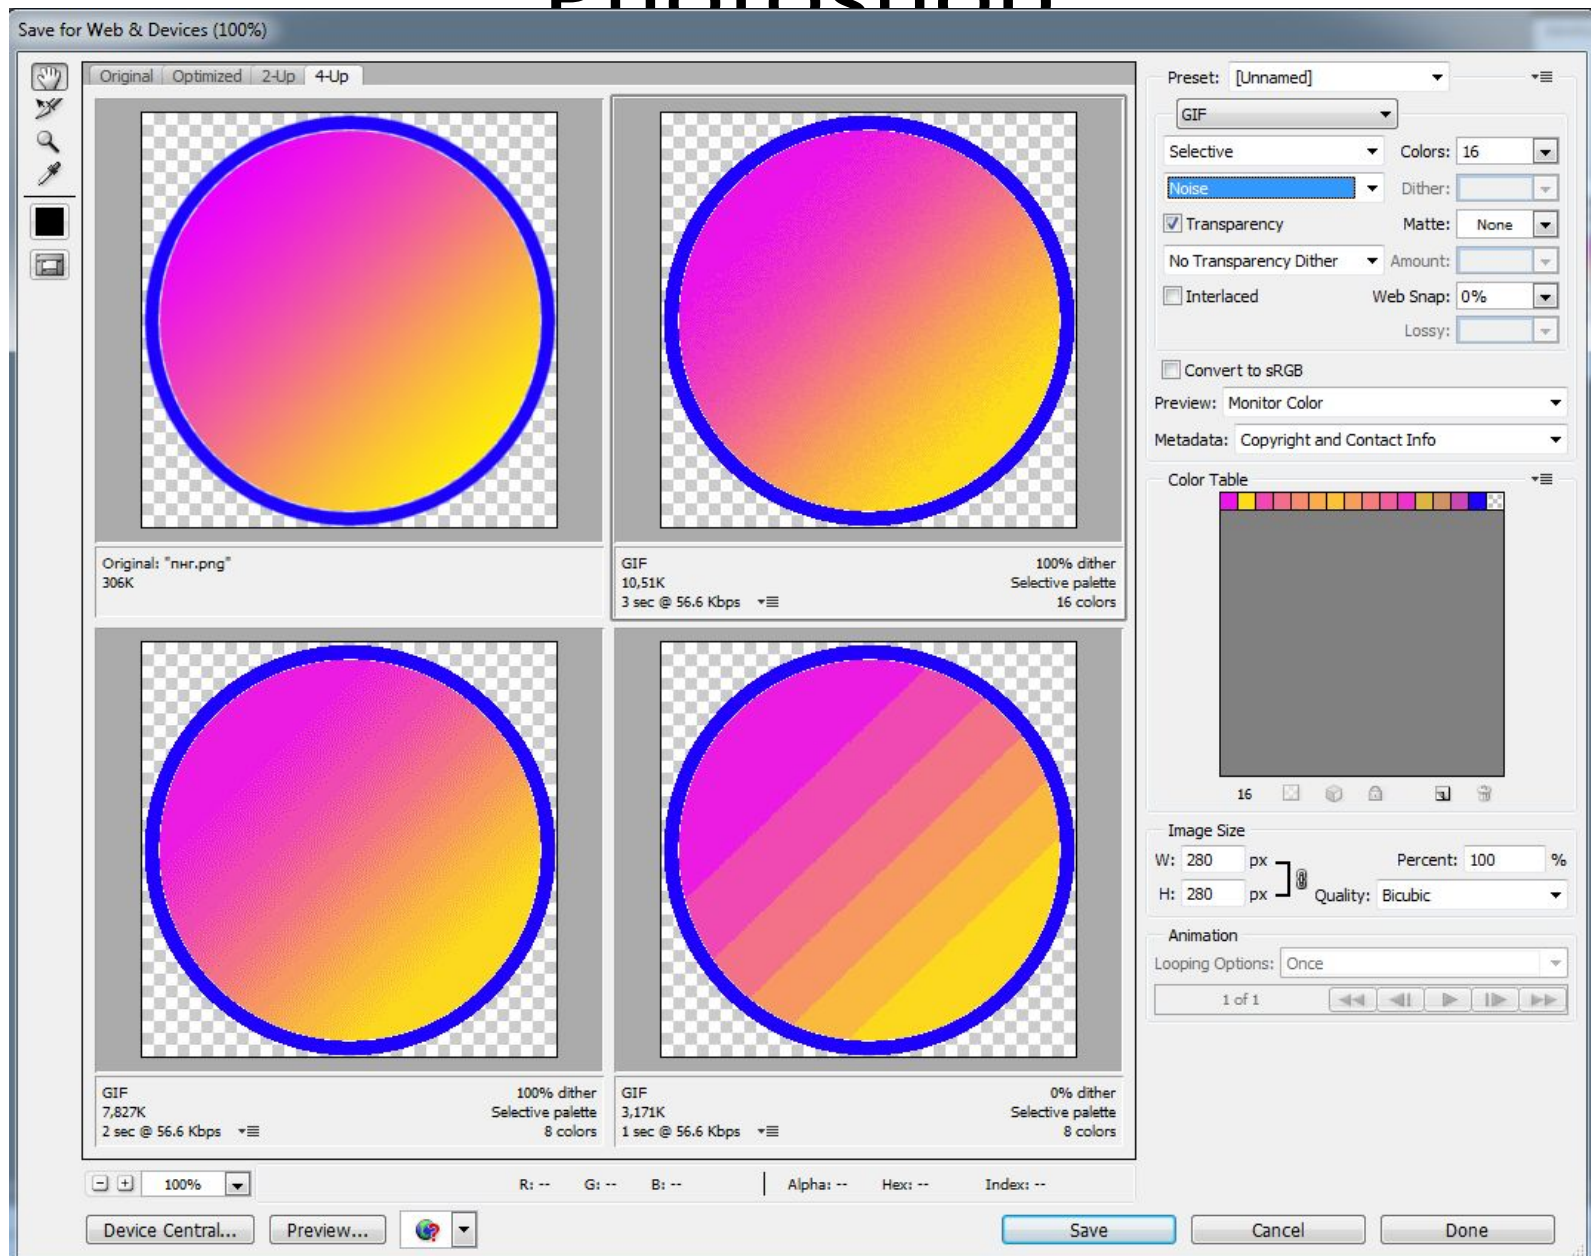 Photoshop
Save for Web & Devices (100%)
Original Optimized 2-Up 4-Up
Original: "пнг.png"
306K
GIF 100% dither
10,51K Selective palette
3 sec @ 56.6 Kbps 16 colors
GIF 100% dither
7,827K Selective palette
2 sec @ 56.6 Kbps 8 colors
GIF 0% dither
3,171K Selective palette
1 sec @ 56.6 Kbps 8 colors
100% R: -- G: -- B: -- Alpha: -- Hex: -- Index: --
Device Central... Preview... Save Cancel Done
Preset: [Unnamed]
GIF
Selective Colors: 16
Noise Dither:
Transparency Matte: None
No Transparency Dither Amount:
Interlaced Web Snap: 0%
Lossy:
Convert to sRGB
Preview: Monitor Color
Metadata: Copyright and Contact Info
Color Table
16
Image Size
W: 280 px Percent: 100 %
H: 280 px Quality: Bicubic
Animation
Looping Options: Once
1 of 1